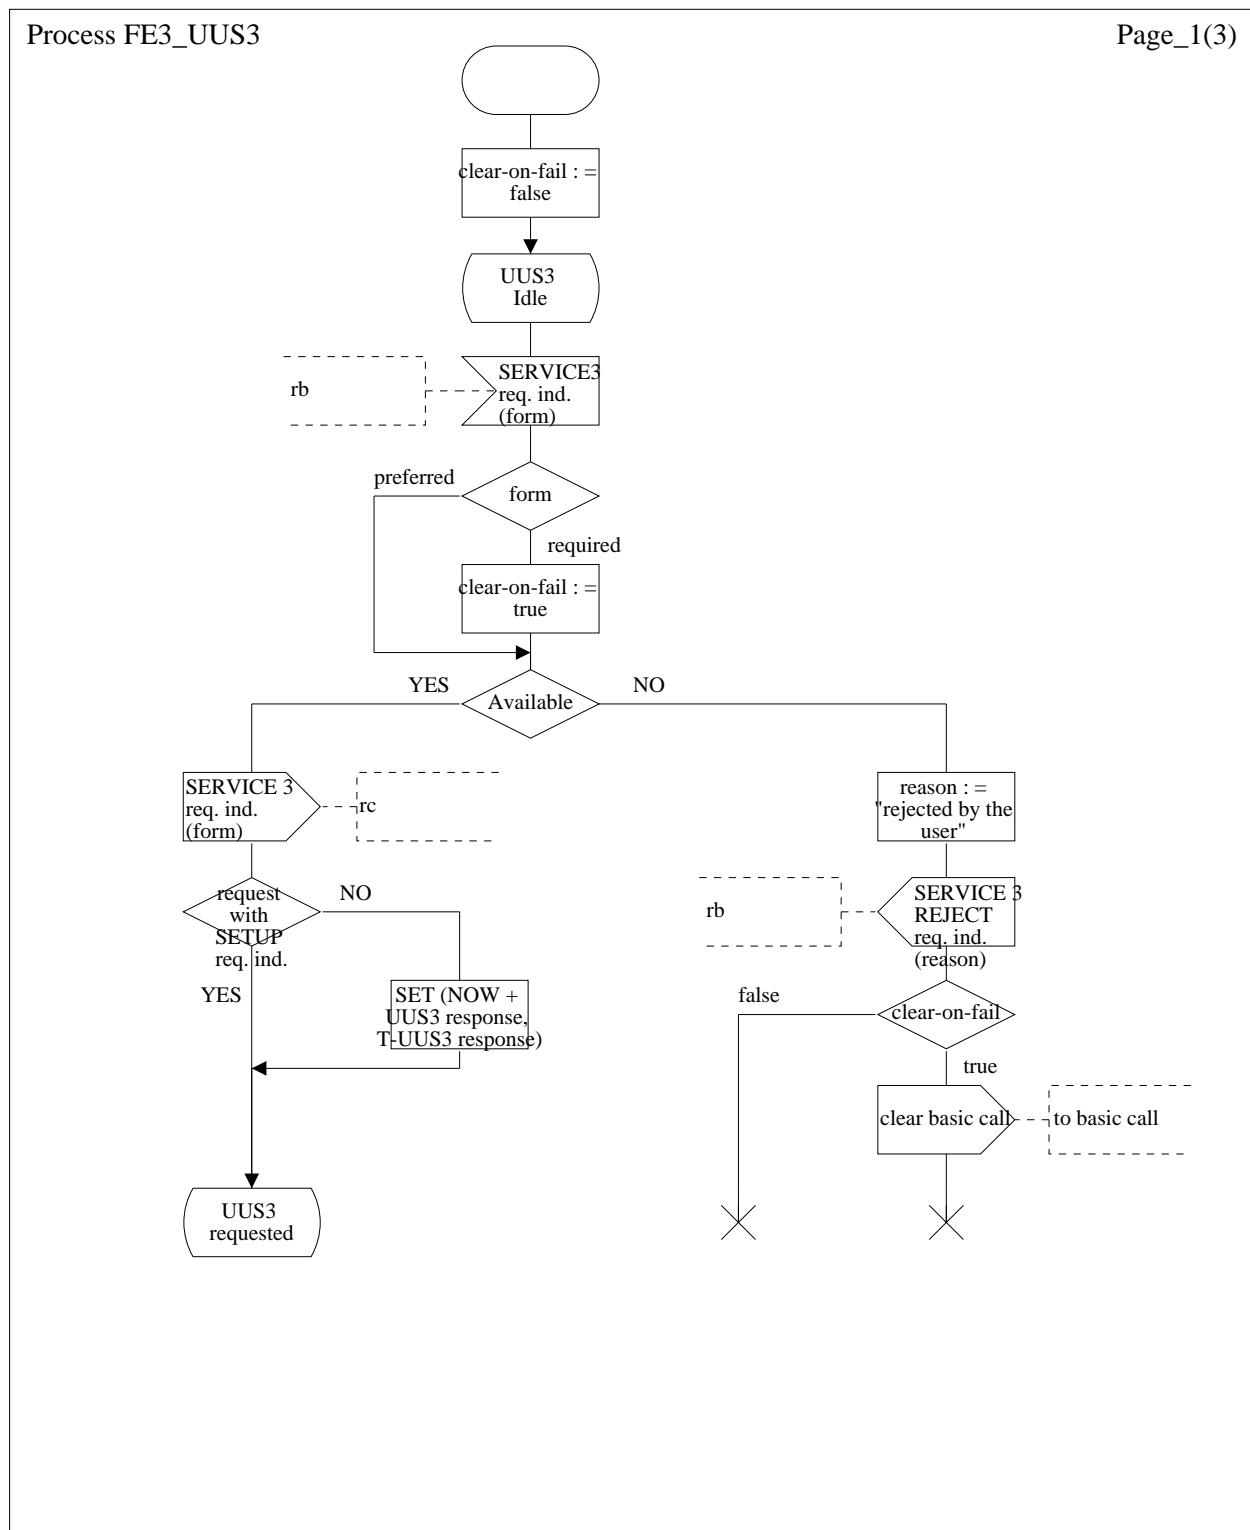 Process FE3_UUS3
Page_1(3)
clear-on-fail : =
false
UUS3
Idle
rb
SERVICE3
req. ind.
(form)
preferred
form
required
clear-on-fail : =
true
YES
Available
NO
SERVICE 3
req. ind.
(form)
rc
reason : =
"rejected by the
user"
request
with
SETUP
req. ind.
NO
YES
SET (NOW +
UUS3 response,
T-UUS3 response)
rb
SERVICE 3
REJECT
req. ind.
(reason)
false
clear-on-fail
true
clear basic call
to basic call
UUS3
requested